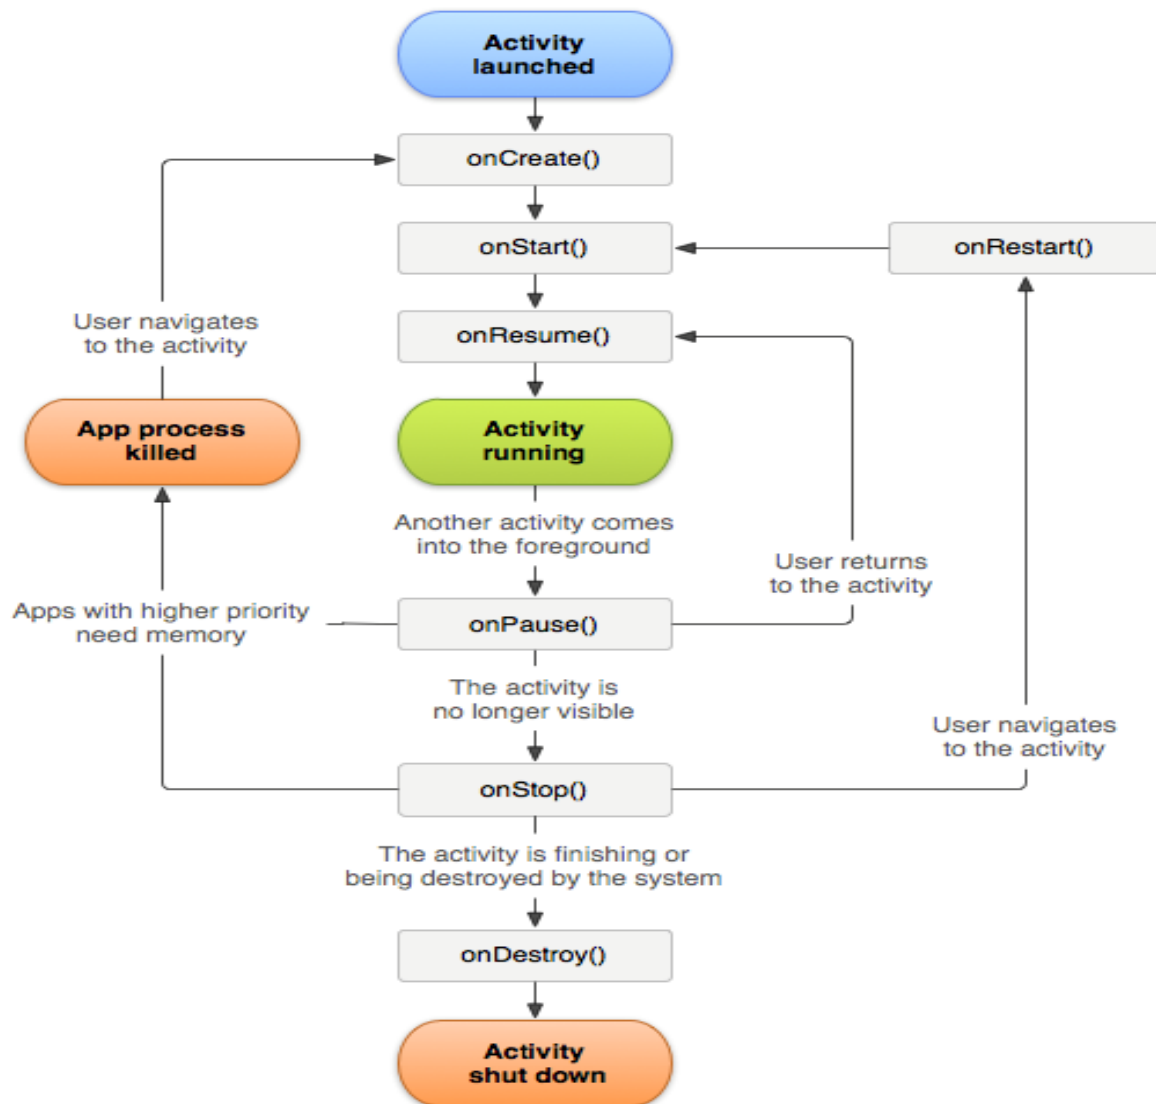 Activity
launched
onCreate()
onStart()
onRestart()
onResume()
User navigates
to the activity
App process
killed
Activity
running
Another activity comes
into the foreground
User returns
to the activity
Apps with higher priority
need memory
onPause()
The activity is
no longer visible
User navigates
to the activity
onStop()
The activity is finishing or
being destroyed by the system
onDestroy()
Activity
shut down